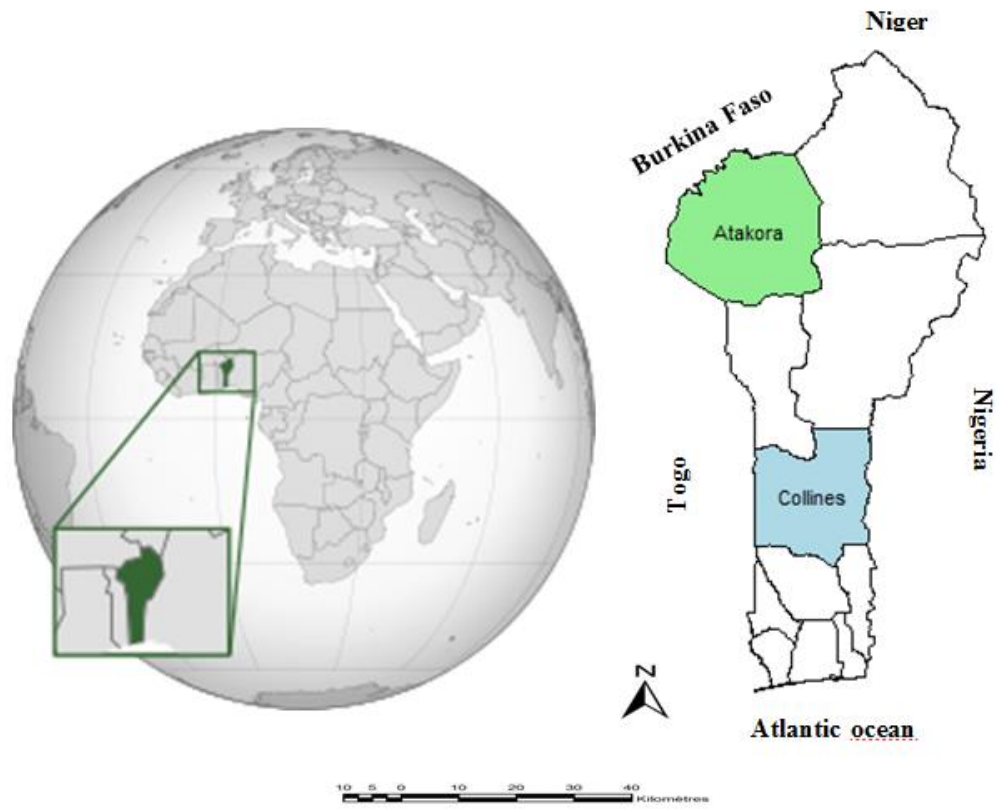 Niger
Burkina Faso
Atakora
Nigeria
Togo
Collines
N
Atlantic ocean
10 5 0 10 20 30 40
Kilomètres